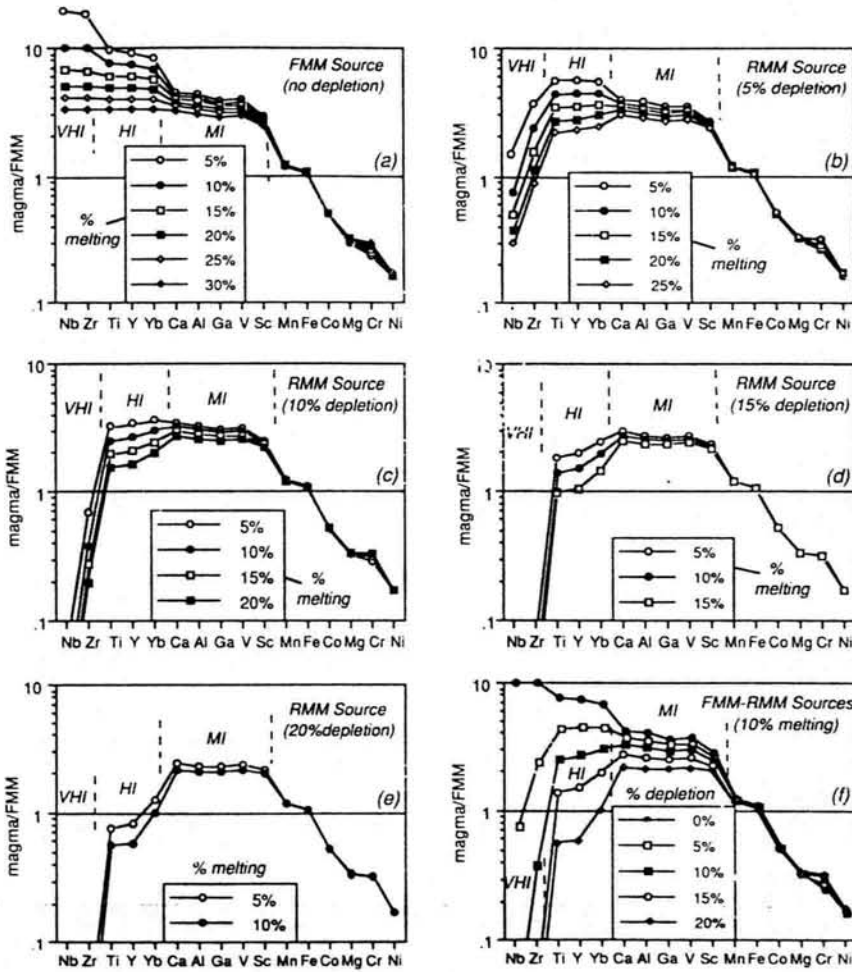 10
1
.1
magma/FMM
FMM Source
(no depletion)
VHI HI MI
(a)
% melting
5%
10%
15%
20%
25%
30%
Nb Zr Ti Y Yb Ca Al Ga V Sc Mn Fe Co Mg Cr Ni
10
1
.1
magma/FMM
RMM Source
(5% depletion)
VHI HI MI
(b)
5%
10%
15%
20%
25%
% melting
Nb Zr Ti Y Yb Ca Al Ga V Sc Mn Fe Co Mg Cr Ni
10
1
.1
magma/FMM
RMM Source
(10% depletion)
VHI HI MI
(c)
5%
10%
15%
20%
% melting
Nb Zr Ti Y Yb Ca Al Ga V Sc Mn Fe Co Mg Cr Ni
10
1
.1
magma/FMM
RMM Source
(15% depletion)
VHI HI MI
(d)
5%
10%
15%
% melting
Nb Zr Ti Y Yb Ca Al Ga V Sc Mn Fe Co Mg Cr Ni
10
1
.1
magma/FMM
RMM Source
(20%depletion)
VHI HI MI
(e)
% melting
5%
10%
Nb Zr Ti Y Yb Ca Al Ga V Sc Mn Fe Co Mg Cr Ni
10
1
.1
magma/FMM
FMM-RMM Sources
(10% melting)
MI
HI
VHI
(f)
% depletion
0%
5%
10%
15%
20%
Nb Zr Ti Y Yb Ca Al Ga V Sc Mn Fe Co Mg Cr Ni